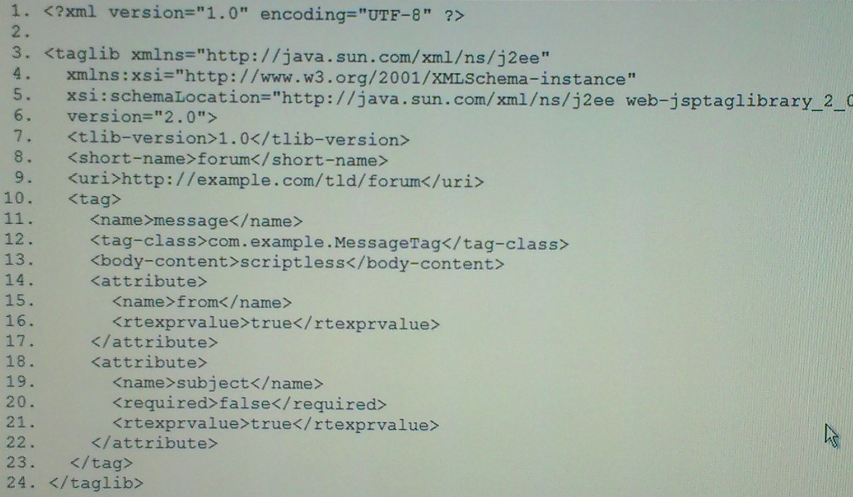 1. <?xml version="1.0" encoding="UTF-8" ?>
2.
3. <taglib xmlns="http://java.sun.com/xml/ns/j2ee"
4.   xmlns:xsi="http://www.w3.org/2001/XMLSchema-instance"
5.   xsi:schemaLocation="http://java.sun.com/xml/ns/j2ee web-jsptaglibrary_2_0
6.   version="2.0">
7.   <tlib-version>1.0</tlib-version>
8.   <short-name>forum</short-name>
9.   <uri>http://example.com/tld/forum</uri>
10.   <tag>
11.     <name>message</name>
12.     <tag-class>com.example.MessageTag</tag-class>
13.     <body-content>scriptless</body-content>
14.     <attribute>
15.       <name>from</name>
16.       <rtexprvalue>true</rtexprvalue>
17.     </attribute>
18.     <attribute>
19.       <name>subject</name>
20.       <required>false</required>
21.       <rtexprvalue>true</rtexprvalue>
22.     </attribute>
23.   </tag>
24. </taglib>